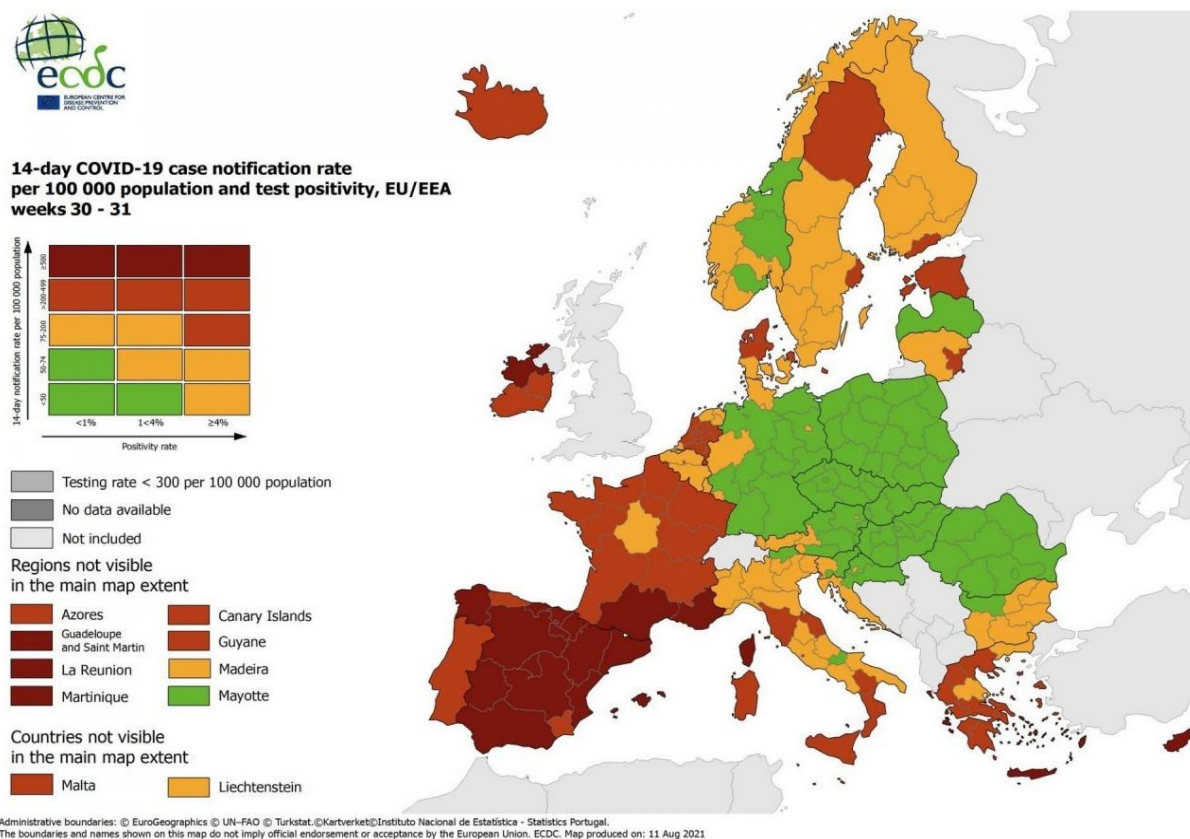 ecdc
EUROPEAN CENTRE FOR
DISEASE PREVENTION
AND CONTROL
14-day COVID-19 case notification rate
per 100 000 population and test positivity, EU/EEA
weeks 30 - 31
14-day notification rate per 100 000 population
≥500
>200-499
75-200
50-74
<50
<1%
1<4%
≥4%
Positivity rate
Testing rate < 300 per 100 000 population
No data available
Not included
Regions not visible
in the main map extent
Azores
Canary Islands
Guadeloupe
and Saint Martin
Guyane
La Reunion
Madeira
Martinique
Mayotte
Countries not visible
in the main map extent
Malta
Liechtenstein
Administrative boundaries: © EuroGeographics © UN–FAO © Turkstat.©Kartverket©Instituto Nacional de Estatística - Statistics Portugal.
The boundaries and names shown on this map do not imply official endorsement or acceptance by the European Union. ECDC. Map produced on: 11 Aug 2021